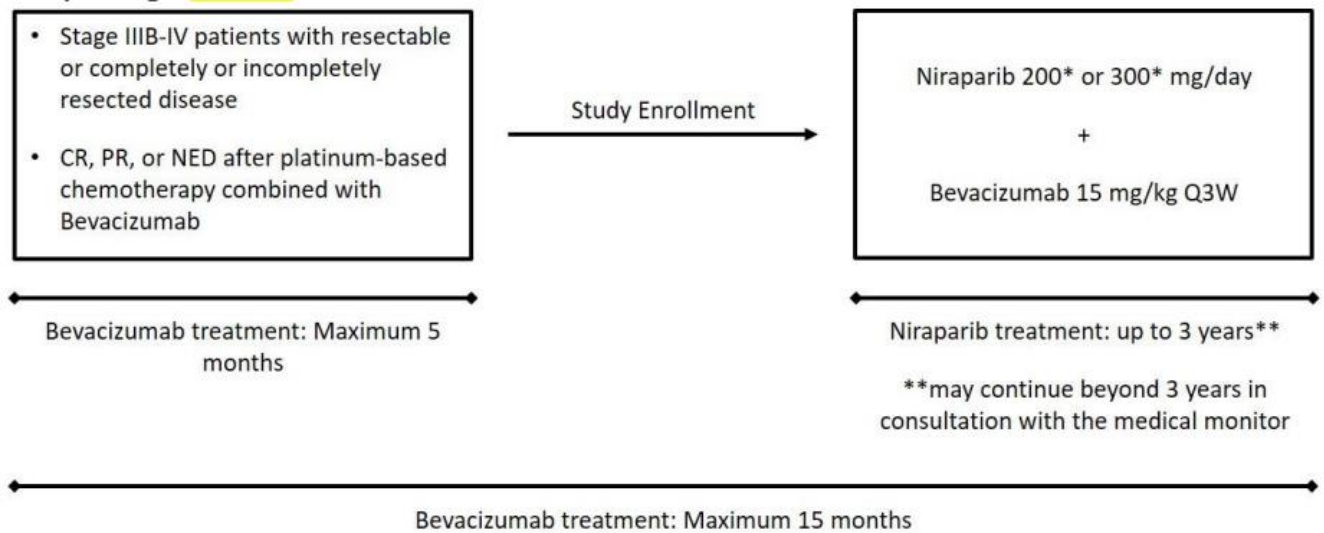 • Stage IIIB-IV patients with resectable
or completely or incompletely
resected disease
• CR, PR, or NED after platinum-based
chemotherapy combined with
Bevacizumab
Study Enrollment
Niraparib 200* or 300* mg/day
+
Bevacizumab 15 mg/kg Q3W
Bevacizumab treatment: Maximum 5
months
Niraparib treatment: up to 3 years**
**may continue beyond 3 years in
consultation with the medical monitor
Bevacizumab treatment: Maximum 15 months